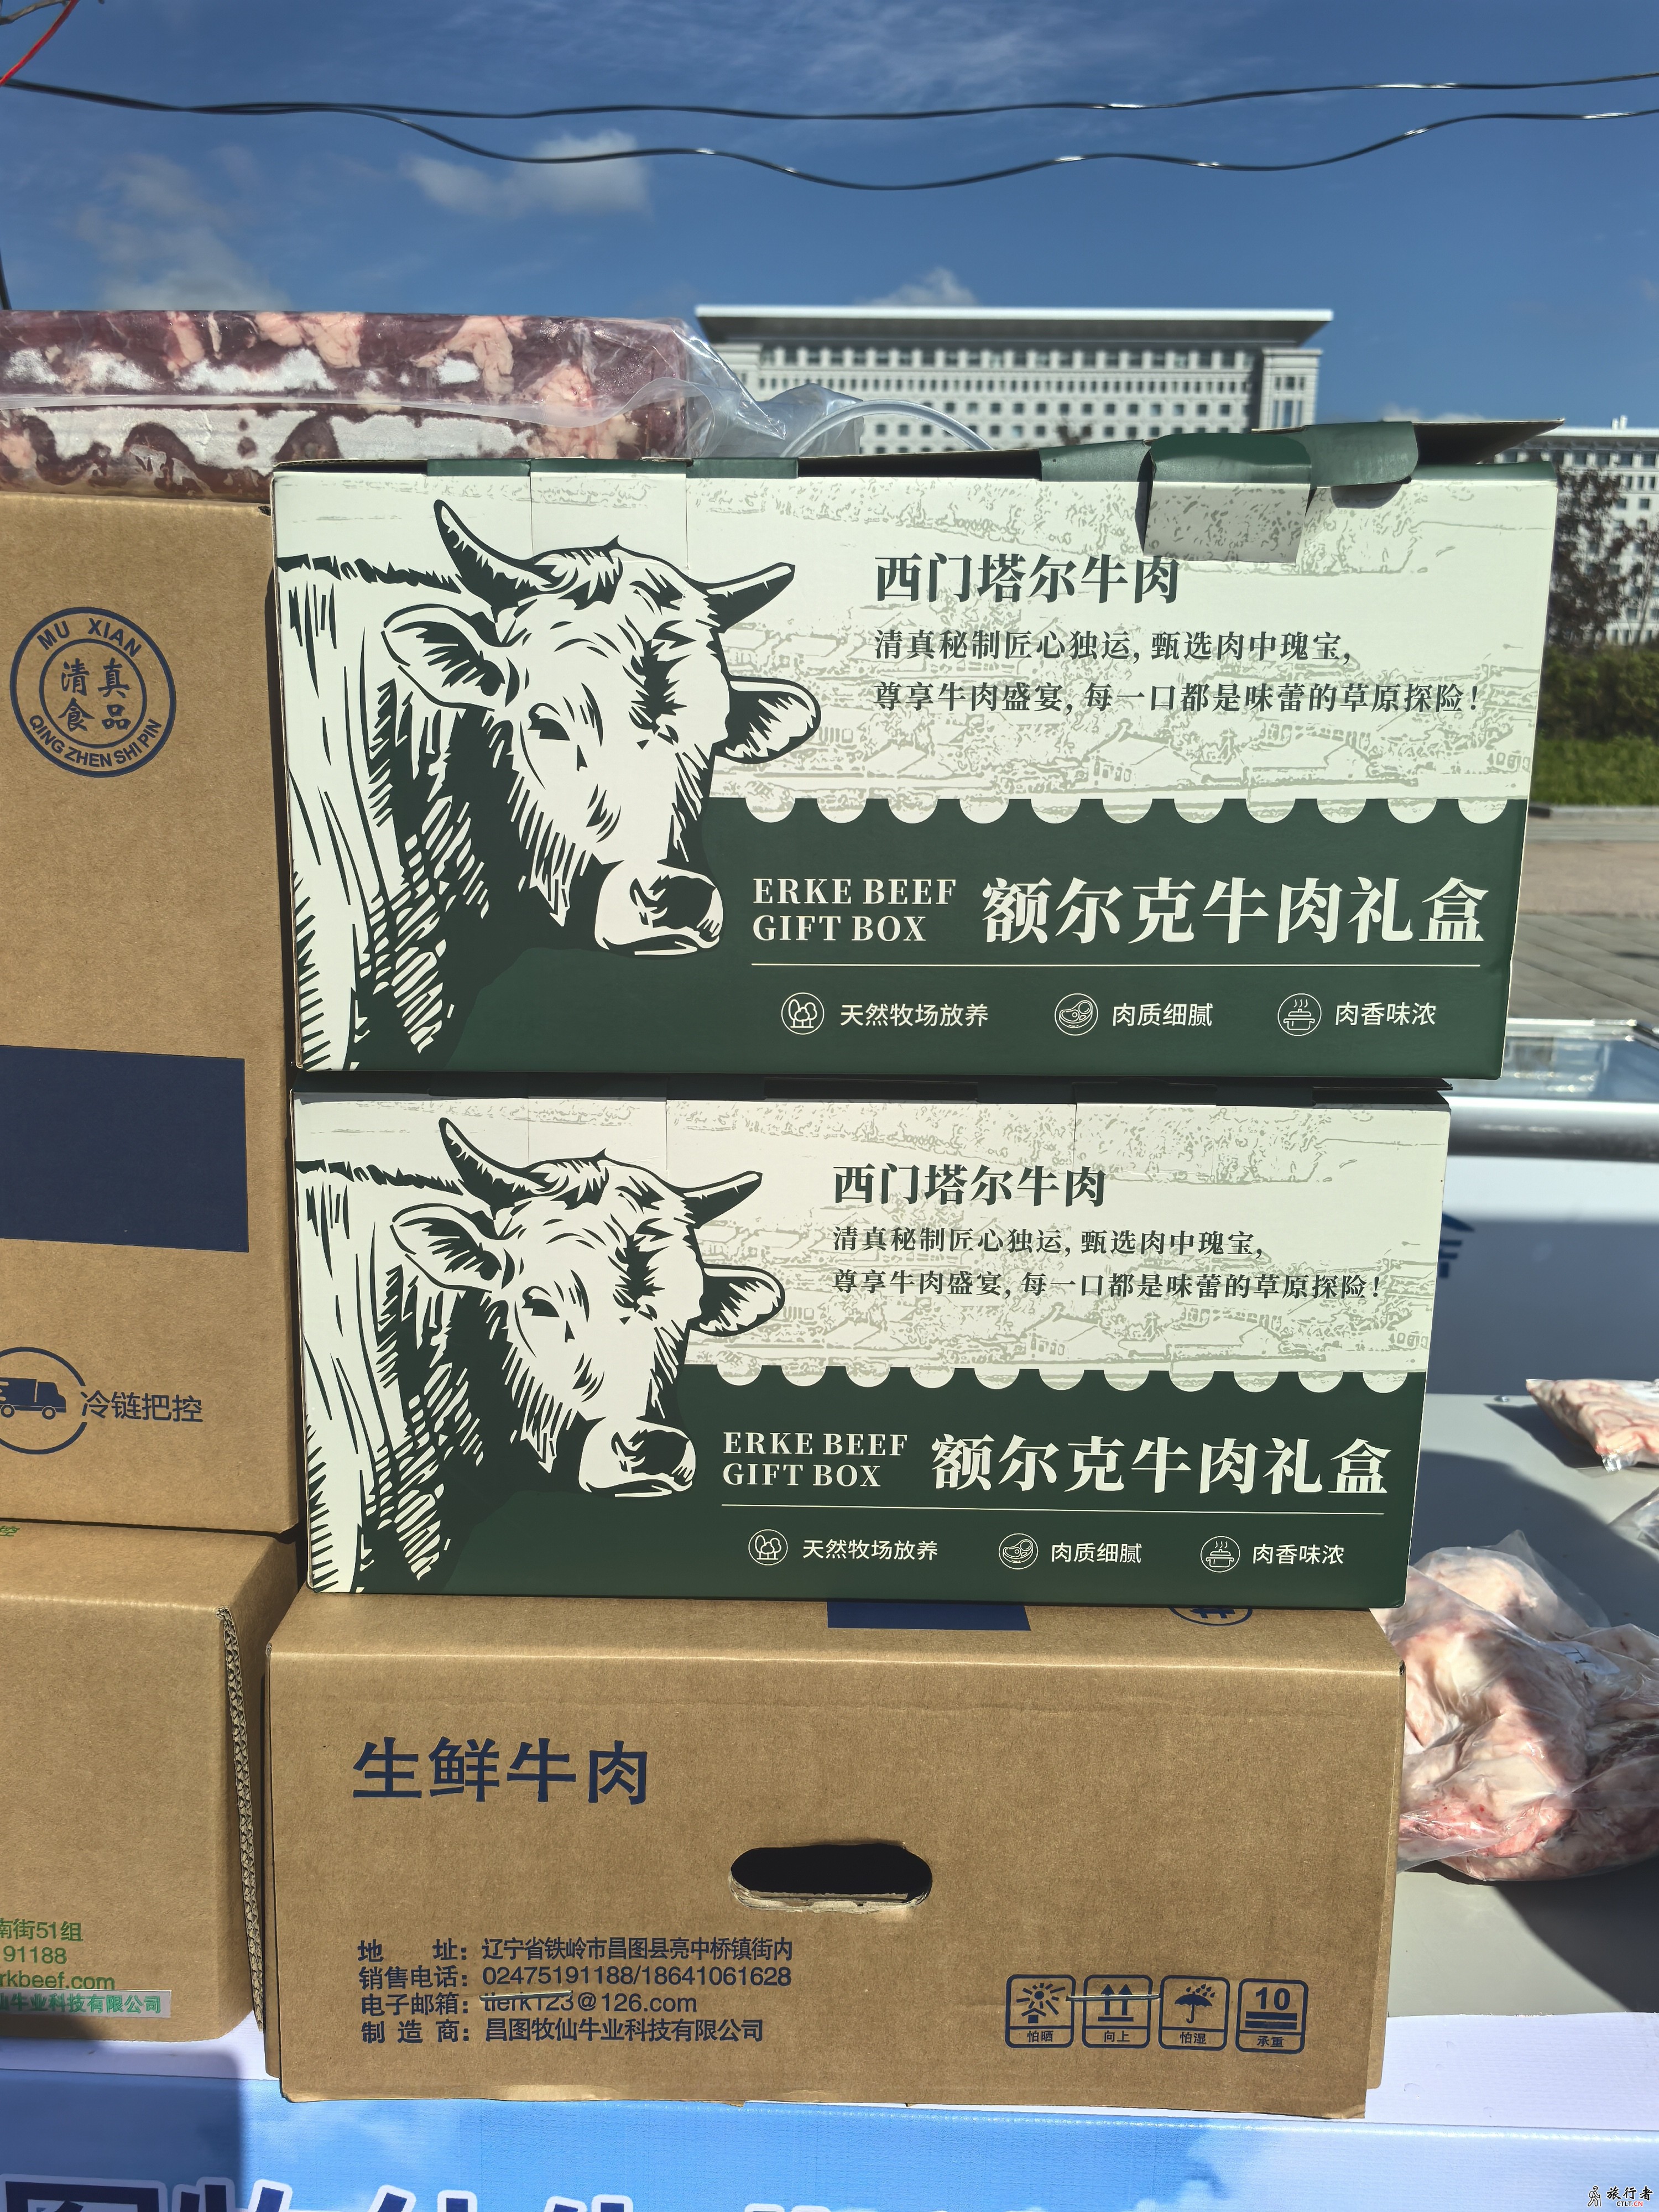 MU XIAN
清真
食品
QING ZHEN SHI PIN
冷链把控
西门塔尔牛肉
清真秘制匠心独运, 甄选肉中瑰宝,
尊享牛肉盛宴, 每一口都是味蕾的草原探险!
ERKE BEEF
GIFT BOX
额尔克牛肉礼盒
天然牧场放养 肉质细腻 肉香味浓
西门塔尔牛肉
清真秘制匠心独运, 甄选肉中瑰宝,
尊享牛肉盛宴, 每一口都是味蕾的草原探险!
ERKE BEEF
GIFT BOX
额尔克牛肉礼盒
天然牧场放养 肉质细腻 肉香味浓
控
南街51组
91188
rkbeef.com
仙牛业科技有限公司
生鲜牛肉
地 址: 辽宁省铁岭市昌图县亮中桥镇街内
销售电话: 02475191188/18641061628
电子邮箱: tierk123@126.com
制 造 商: 昌图牧仙牛业科技有限公司
怕晒 向上 怕湿 10 承重
旅行者
CTLT.CN